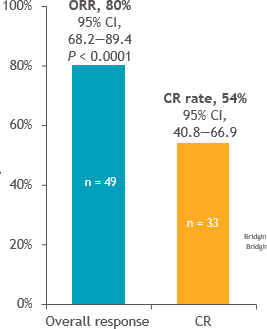 100%
80%
60%
40%
20%
0%
ORR, 80%
95% CI,
68.2—89.4
P < 0.0001
n = 49
CR rate, 54%
95% CI,
40.8—66.9
n = 33
Overall response
CR